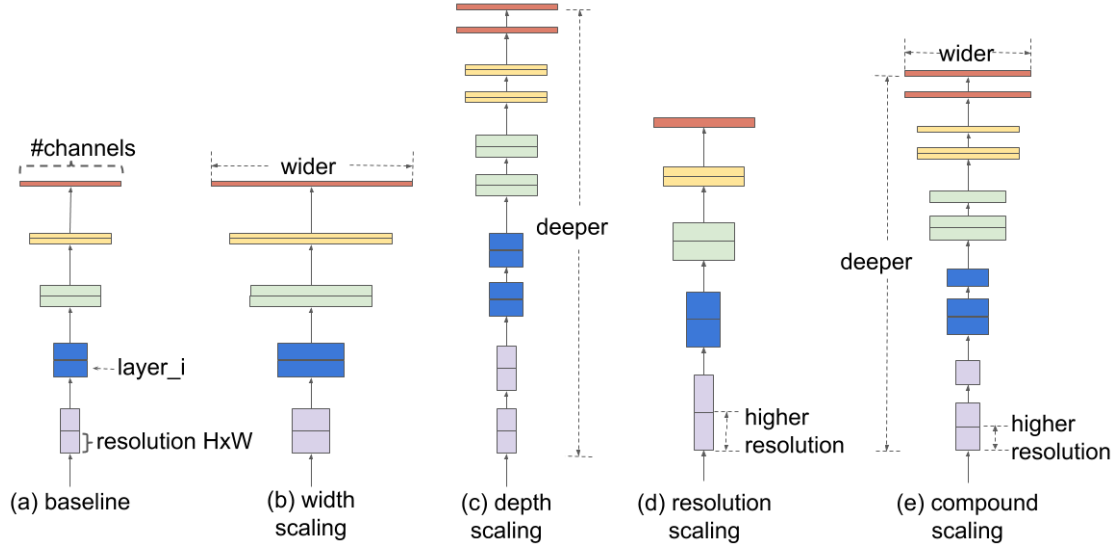 #channels
layer_i
resolution HxW
(a) baseline
wider
(b) width
scaling
deeper
(c) depth
scaling
higher
resolution
(d) resolution
scaling
wider
deeper
higher
resolution
(e) compound
scaling